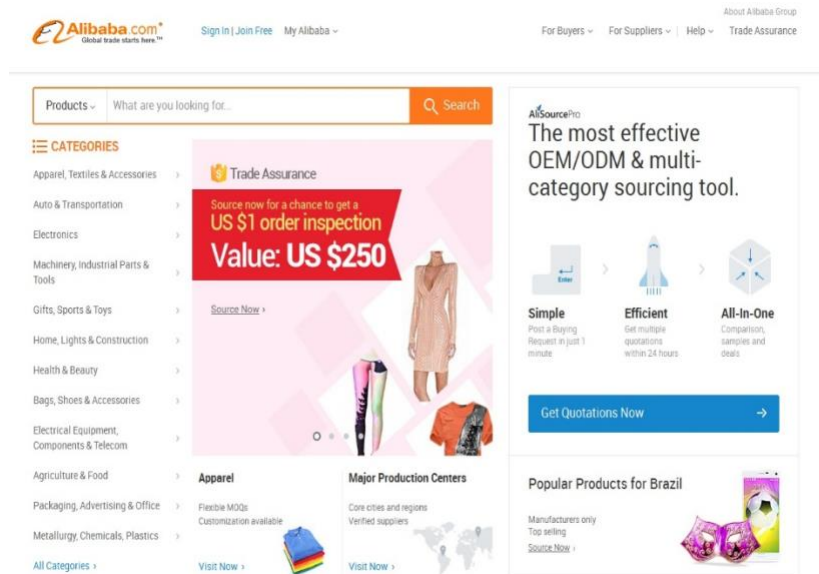 About Alibaba Group
Alibaba.com
Global trade starts here.™
Sign In | Join Free My Alibaba
For Buyers For Suppliers | Help Trade Assurance
Products What are you looking for... Search
CATEGORIES
Apparel, Textiles & Accessories
Auto & Transportation
Electronics
Machinery, Industrial Parts &
Tools
Gifts, Sports & Toys
Home, Lights & Construction
Health & Beauty
Bags, Shoes & Accessories
Electrical Equipment,
Components & Telecom
Agriculture & Food
Packaging, Advertising & Office
Metallurgy, Chemicals, Plastics
All Categories ›
Trade Assurance
Source now for a chance to get a
US $1 order inspection
Value: US $250
Source Now ›
Apparel
Flexible MOQs
Customization available
Visit Now ›
Major Production Centers
Core cities and regions
Verified suppliers
Visit Now ›
AliSourcePro
The most effective
OEM/ODM & multi-
category sourcing tool.
Enter
Simple
Post a Buying
Request in just 1
minute
Efficient
Get multiple
quotations
within 24 hours
All-In-One
Comparison,
samples and
deals
Get Quotations Now →
Popular Products for Brazil
Manufacturers only
Top selling
Source Now ›